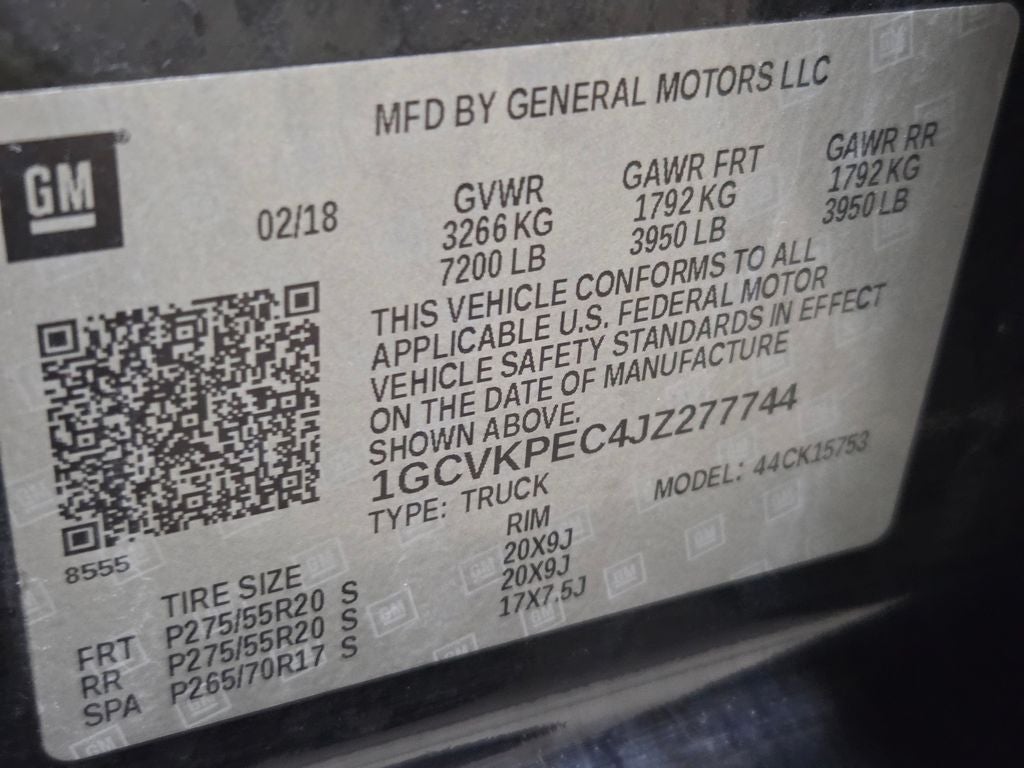 MFD BY GENERAL MOTORS LLC
GM
02/18
GVWR GAWR FRT GAWR RR
3266 KG 1792 KG 1792 KG
7200 LB 3950 LB 3950 LB
THIS VEHICLE CONFORMS TO ALL
APPLICABLE U.S. FEDERAL MOTOR
VEHICLE SAFETY STANDARDS IN EFFECT
ON THE DATE OF MANUFACTURE
SHOWN ABOVE.
1GCVKPEC4JZ277744
TYPE: TRUCK MODEL: 44CK15753
8555
TIRE SIZE RIM
FRT P275/55R20 S 20X9J
RR P275/55R20 S 20X9J
SPA P265/70R17 S 17X7.5J